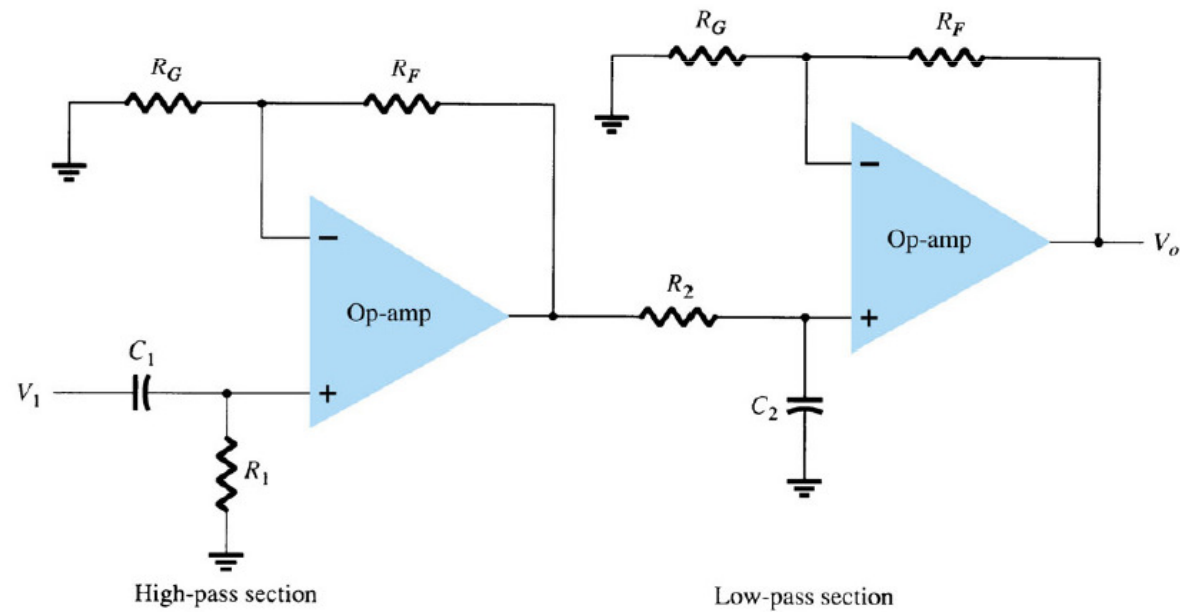 R_G
R_F
R_G
R_F
−
Op-amp
+
−
Op-amp
+
V_o
R_2
C_1
V_1
R_1
C_2
High-pass section
Low-pass section